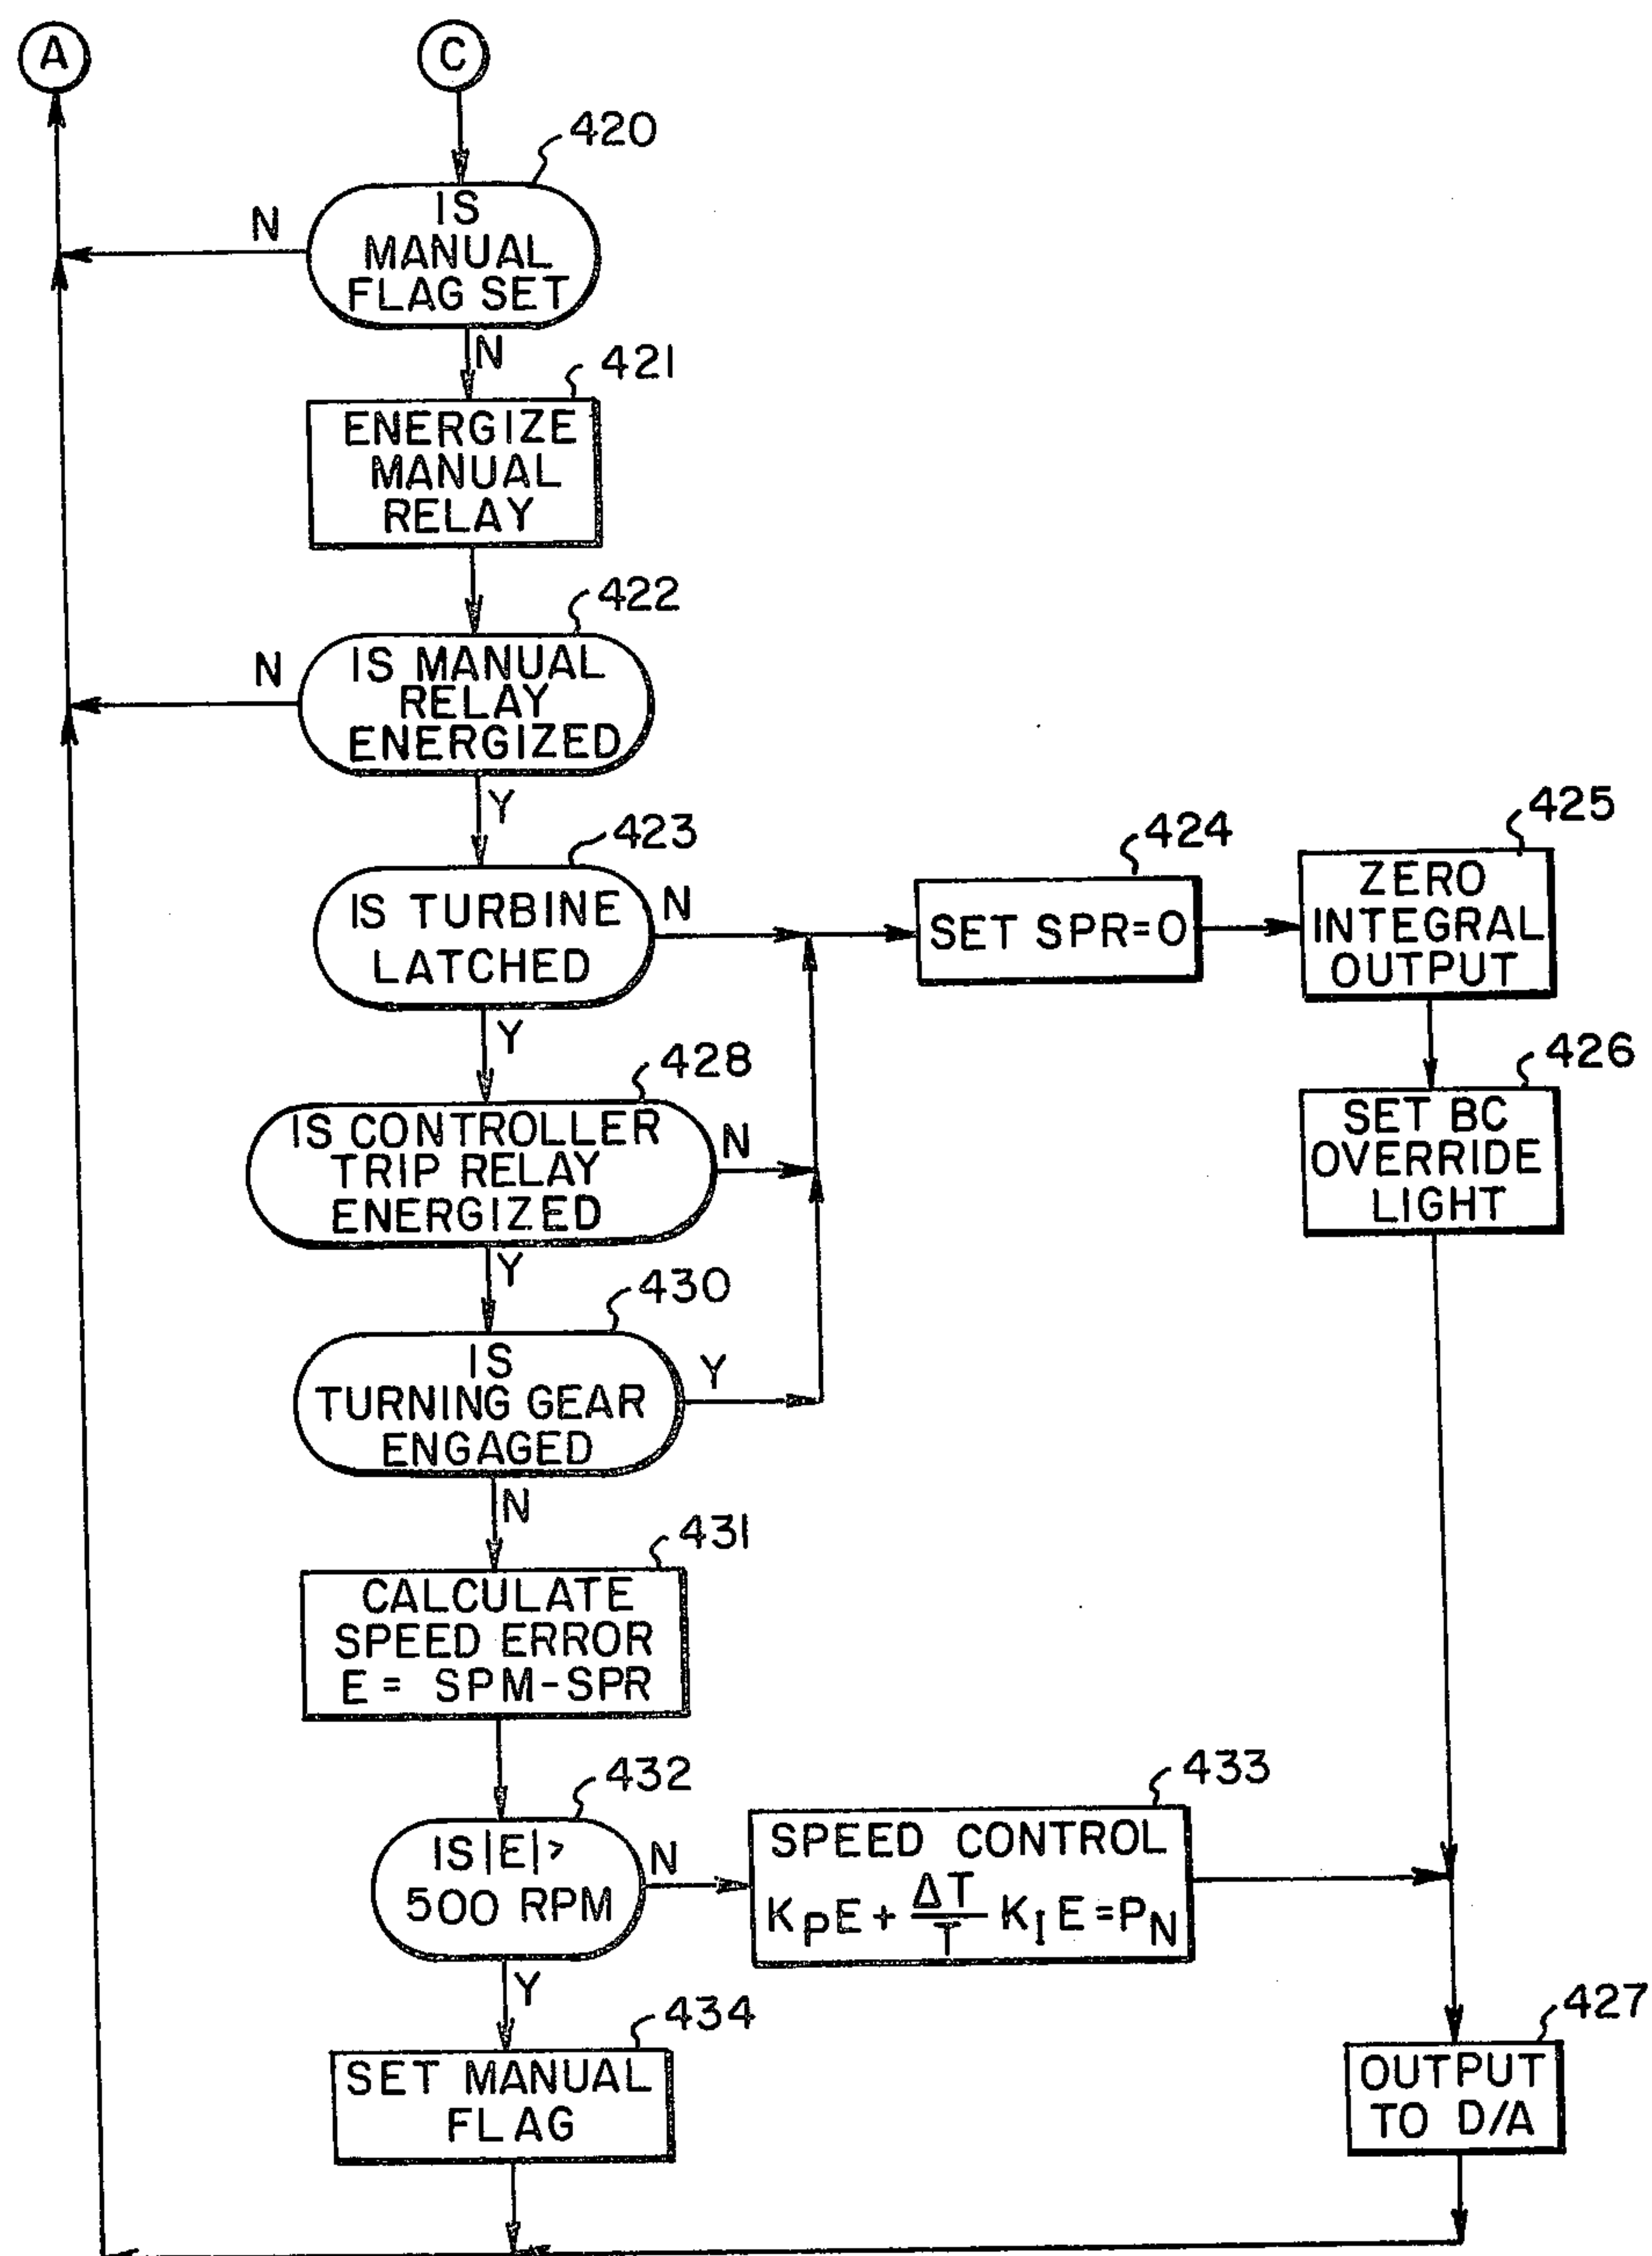 A
C
420
IS
MANUAL
FLAG SET
N
N
421
ENERGIZE
MANUAL
RELAY
422
IS MANUAL
RELAY
ENERGIZED
N
Y
423
IS TURBINE
LATCHED
N
424
SET SPR=0
425
ZERO
INTEGRAL
OUTPUT
Y
426
SET BC
OVERRIDE
LIGHT
428
IS CONTROLLER
TRIP RELAY
ENERGIZED
N
Y
430
IS
TURNING GEAR
ENGAGED
Y
N
431
CALCULATE
SPEED ERROR
E = SPM-SPR
432
IS |E| >
500 RPM
N
433
SPEED CONTROL
K_P E + ΔT/T K_I E = P_N
Y
434
SET MANUAL
FLAG
427
OUTPUT
TO D/A